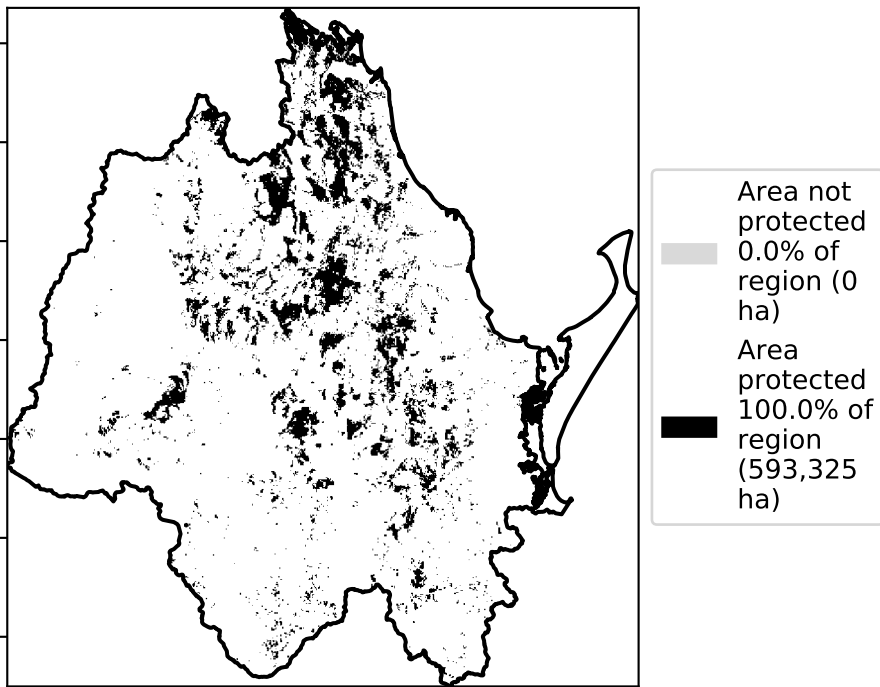 Area not
protected
0.0% of
region (0
ha)
Area
protected
100.0% of
region
(593,325
ha)